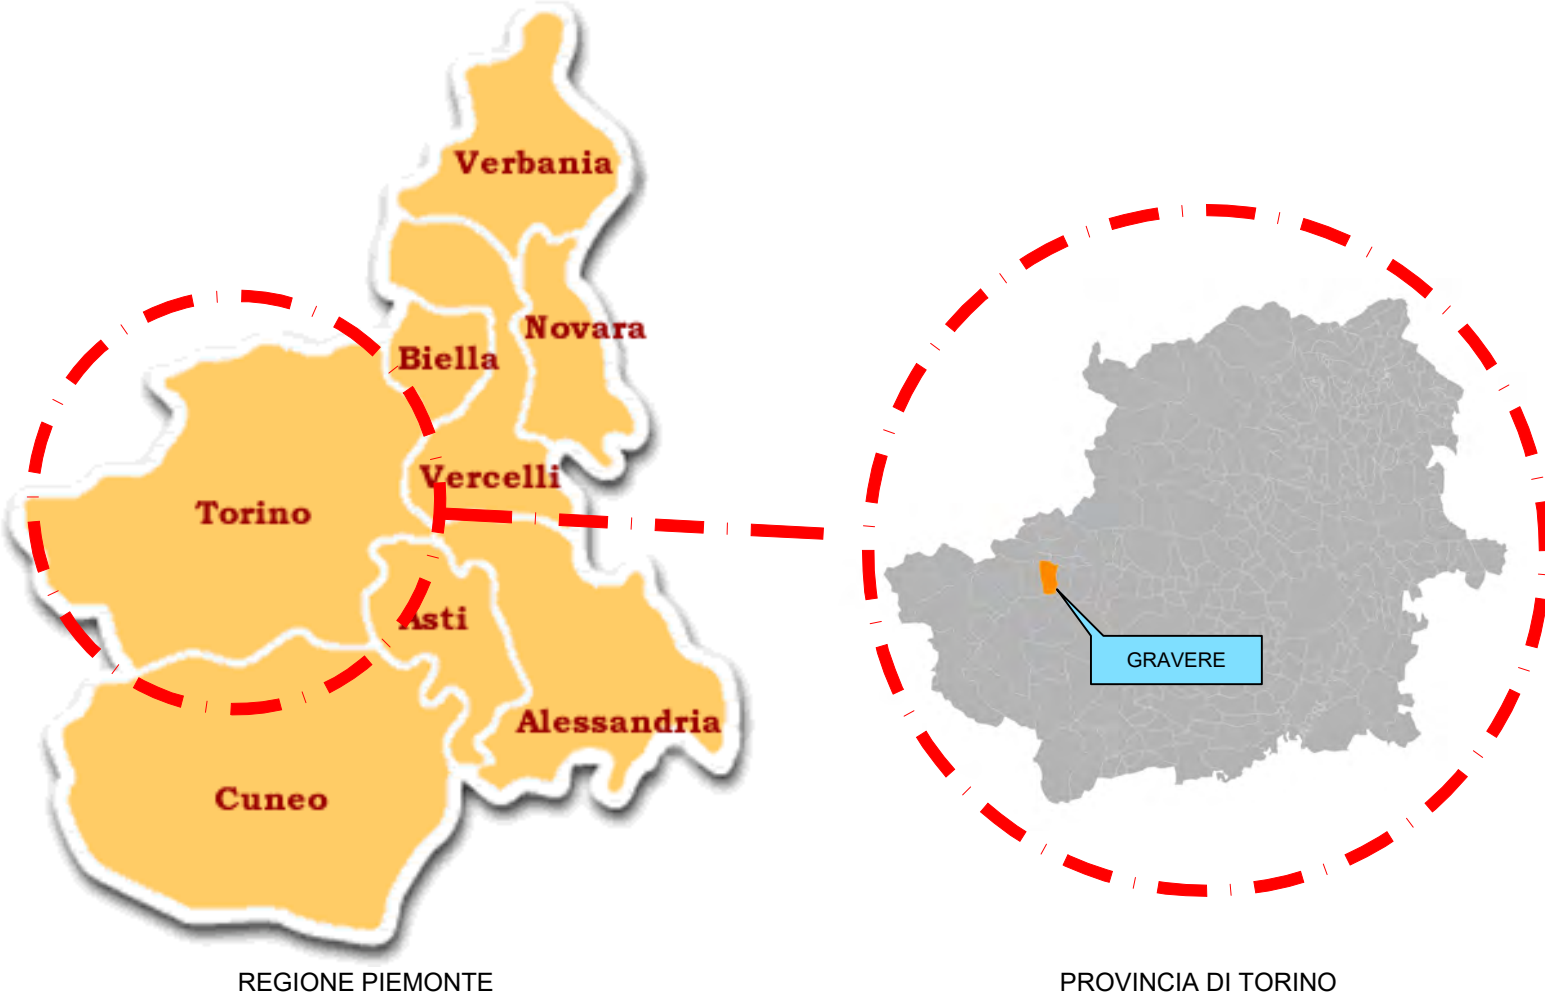 Verbania
Novara
Biella
Vercelli
Torino
Asti
Alessandria
Cuneo
GRAVERE
REGIONE PIEMONTE
PROVINCIA DI TORINO